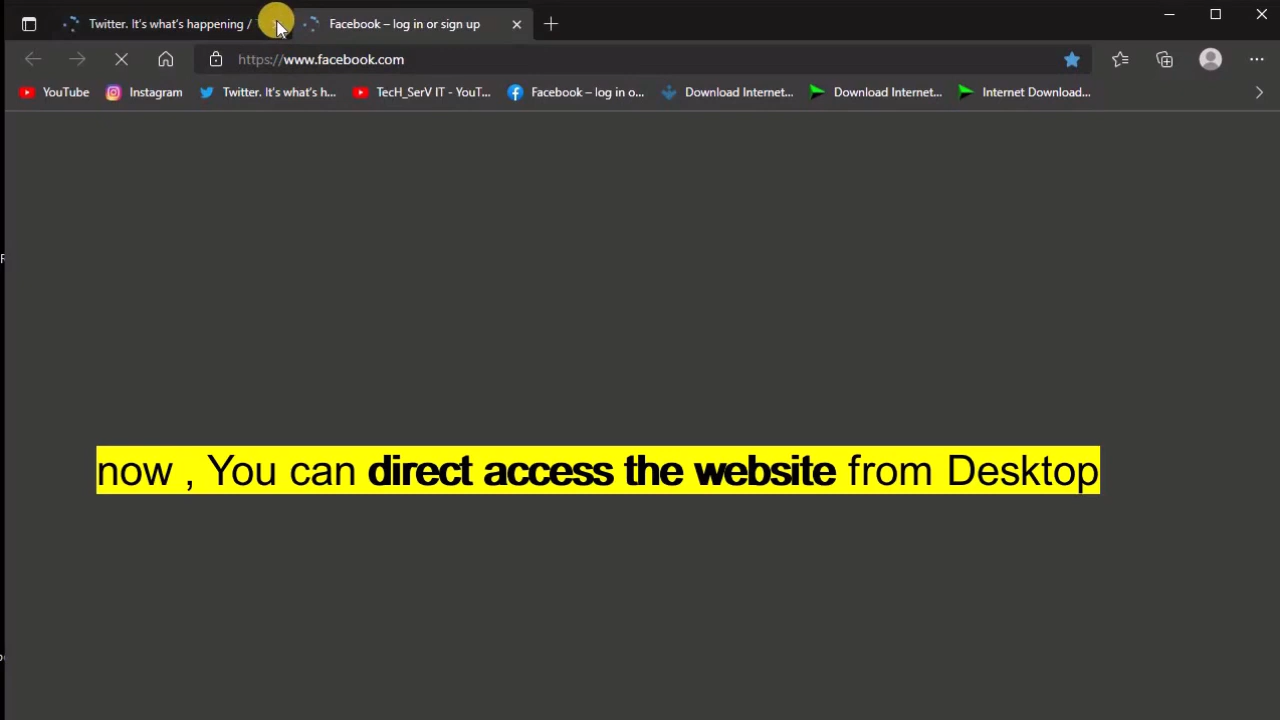 Twitter. It's what's happening /
Facebook – log in or sign up
https://www.facebook.com
YouTube
Instagram
Twitter. It's what's h...
TecH_SerV IT - YouT...
Facebook – log in o...
Download Internet...
Download Internet...
Internet Download...
now , You can direct access the website from Desktop